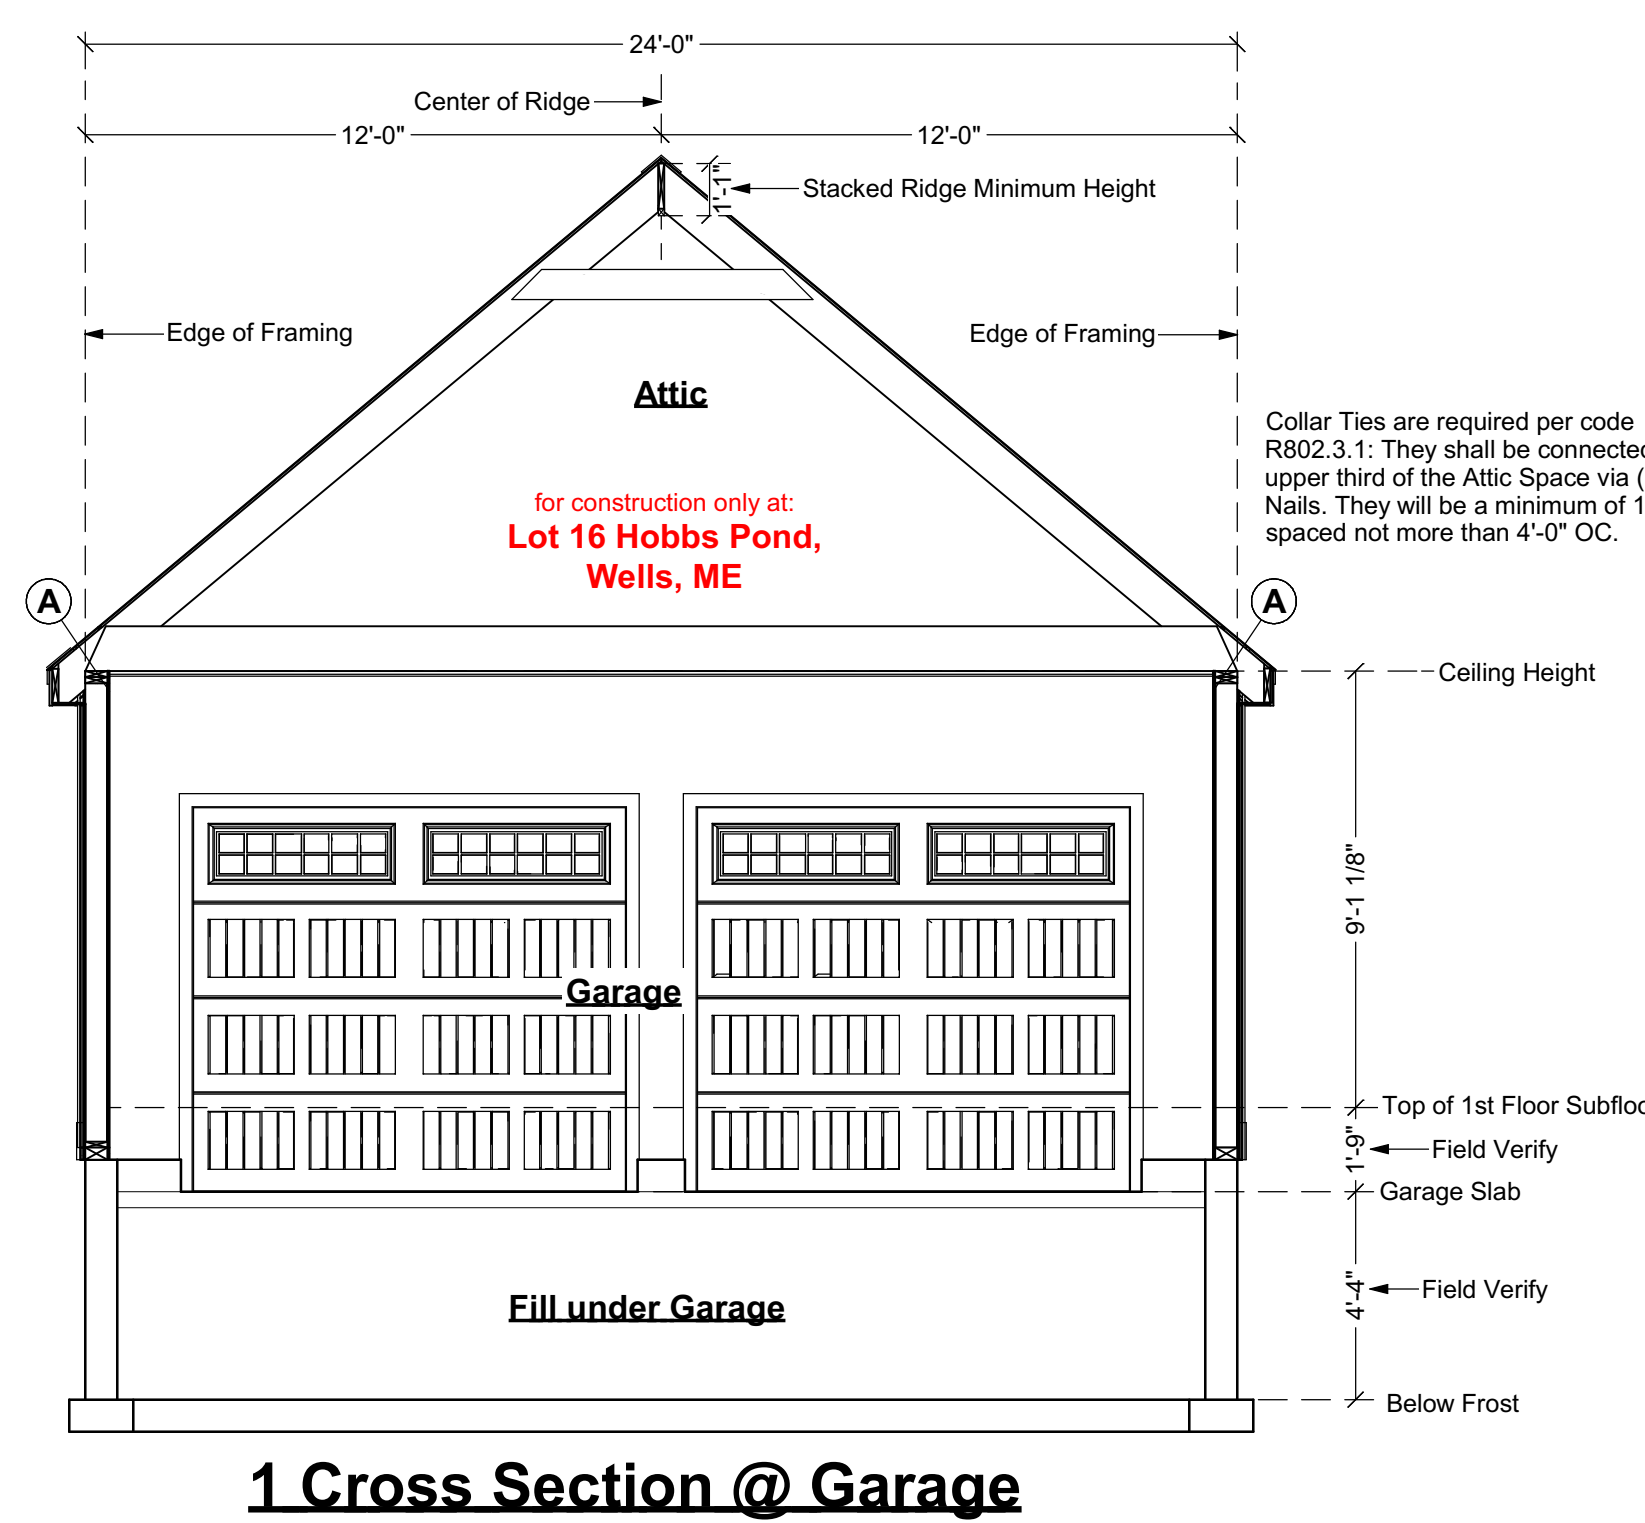 24'-0"
Center of Ridge
12'-0"
12'-0"
1'-1"
Stacked Ridge Minimum Height
Edge of Framing
Edge of Framing
Attic
Collar Ties are required per code
R802.3.1: They shall be connected
upper third of the Attic Space via (
Nails. They will be a minimum of 1
spaced not more than 4'-0" OC.
for construction only at:
Lot 16 Hobbs Pond,
Wells, ME
A
A
Ceiling Height
9'-1 1/8"
Garage
Top of 1st Floor Subfloo
1'-9"
Field Verify
Garage Slab
4'-4"
Field Verify
Fill under Garage
Below Frost
1 Cross Section @ Garage